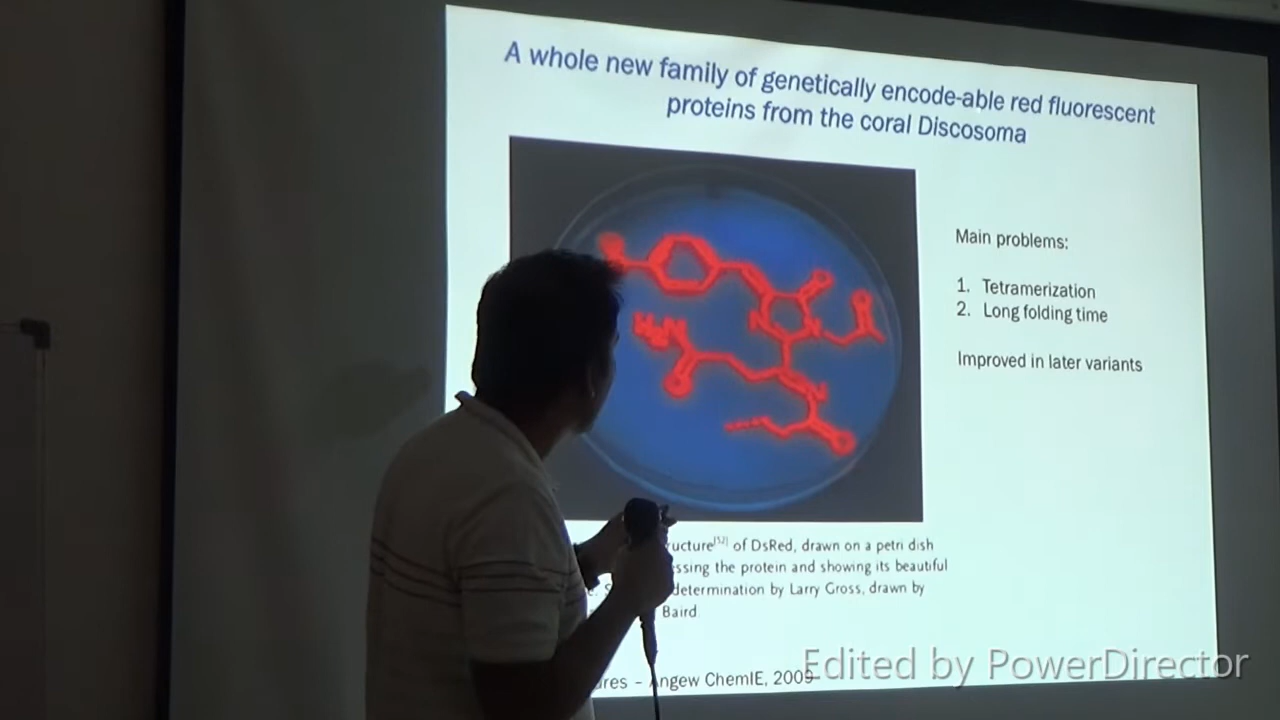 A whole new family of genetically encode-able red fluorescent
proteins from the coral Discosoma
Main problems:
1. Tetramerization
2. Long folding time
Improved in later variants
H₂N
N
N
N
ucture[52] of DsRed, drawn on a petri dish
ssing the protein and showing its beautiful
determination by Larry Gross, drawn by
Baird
res – Angew ChemIE, 2009
Edited by PowerDirector